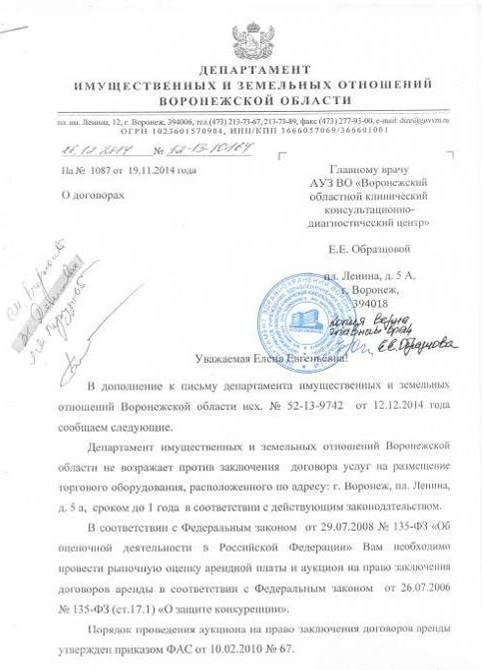 ДЕПАРТАМЕНТ
ИМУЩЕСТВЕННЫХ И ЗЕМЕЛЬНЫХ ОТНОШЕНИЙ
ВОРОНЕЖСКОЙ ОБЛАСТИ
пл. им. Ленина, 12, г. Воронеж, 394006, тел.(473) 213-73-67, 213-73-89, факс (473) 277-93-00, e-mail: dizo@govvrn.ru
ОГРН 1023601570904, ИНН/КПП 3666057069/366601001
16.12.2014 № 52-13-10164
На № 1087 от 19.11.2014 года
О договорах
Главному врачу
АУЗ ВО «Воронежский
областной клинический
консультационно-
диагностический центр»
Е.Е. Образцовой
пл. Ленина, д. 5 А,
г. Воронеж,
394018
копия верна
главный врач
Е.Е. Образцова
Уважаемая Елена Евгеньевна!
В дополнение к письму департамента имущественных и земельных
отношений Воронежской области исх. № 52-13-9742 от 12.12.2014 года
сообщаем следующие.
Департамент имущественных и земельных отношений Воронежской
области не возражает против заключения договора услуг на размещение
торгового оборудования, расположенного по адресу: г. Воронеж, пл. Ленина,
д. 5 а, сроком до 1 года в соответствии с действующим законодательством.
В соответствии с Федеральным законом от 29.07.2008 № 135-ФЗ «Об
оценочной деятельности в Российской Федерации» Вам необходимо
провести рыночную оценку арендной платы и аукцион на право заключения
договоров аренды в соответствии с Федеральным законом от 26.07.2006
№ 135-ФЗ (ст.17.1) «О защите конкуренции».
Порядок проведения аукциона на право заключения договоров аренды
утвержден приказом ФАС от 10.02.2010 № 67.